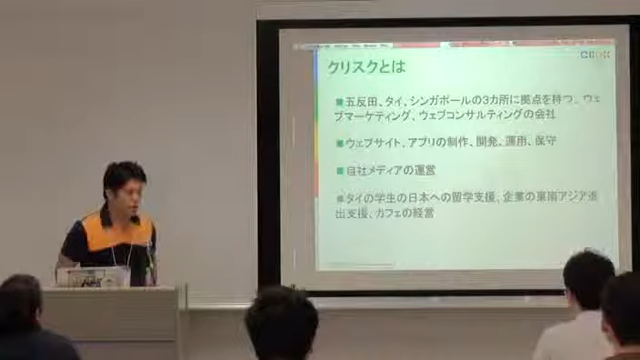 クリスクとは
■五反田、タイ、シンガポールの3カ所に拠点を持つ、ウェ
ブマーケティング、ウェブコンサルティングの会社
■ウェブサイト、アプリの制作、開発、運用、保守
■自社メディアの運営
■タイの学生の日本への留学支援、企業の東南アジア進
出支援、カフェの経営